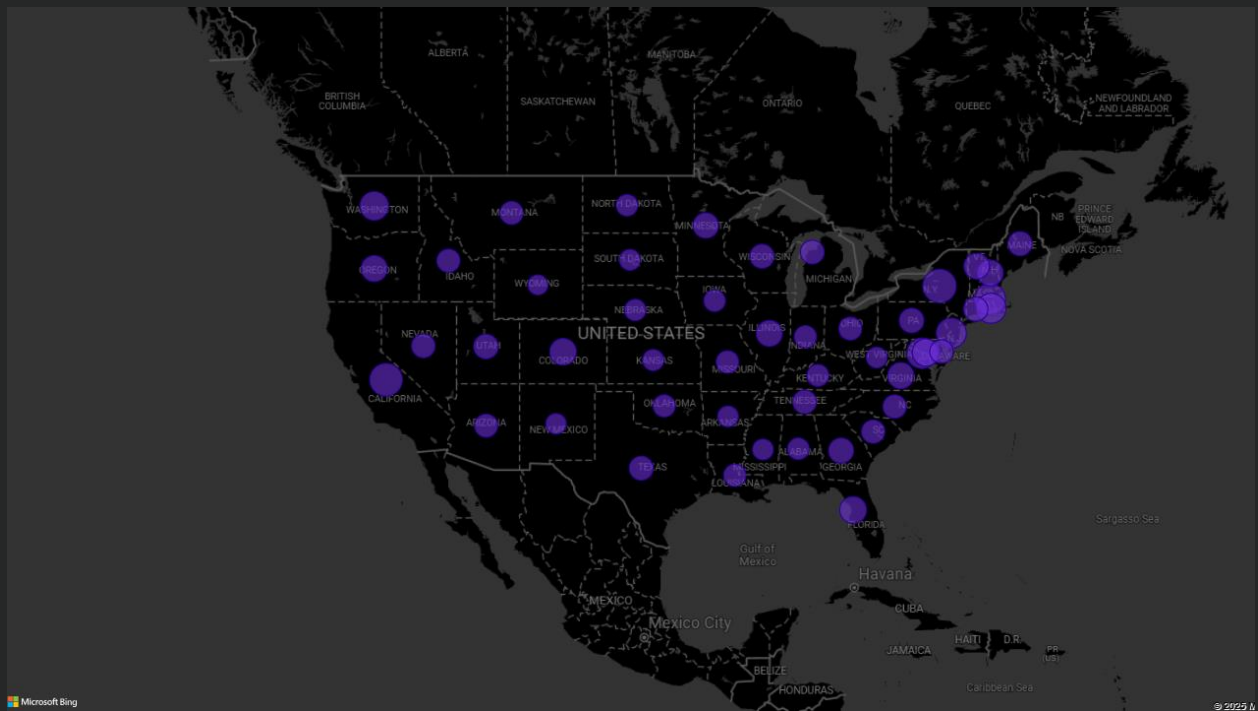 ALBERTA
MANITOBA
BRITISH
COLUMBIA
SASKATCHEWAN
ONTARIO
QUEBEC
NEWFOUNDLAND
AND LABRADOR
WASHINGTON
MONTANA
NORTH DAKOTA
MINNESOTA
NB
PRINCE
EDWARD
ISLAND
NOVA SCOTIA
MAINE
OREGON
IDAHO
SOUTH DAKOTA
WISCONSIN
MICHIGAN
WYOMING
IOWA
N.Y.
NEBRASKA
UNITED STATES
NEVADA
UTAH
COLORADO
KANSAS
ILLINOIS
INDIANA
OHIO
PA
MISSOURI
WEST VIRGINIA
AWARE
KENTUCKY
VIRGINIA
CALIFORNIA
TENNESSEE
NC
OKLAHOMA
ARKANSAS
ARIZONA
NEW MEXICO
SC
MISSISSIPPI
ALABAMA
GEORGIA
TEXAS
LOUISIANA
FLORIDA
Sargasso Sea
Gulf of
Mexico
Havana
MEXICO
CUBA
Mexico City
HAITI
D.R.
JAMAICA
PR
(US)
BELIZE
HONDURAS
Caribbean Sea
Microsoft Bing
© 2025 M